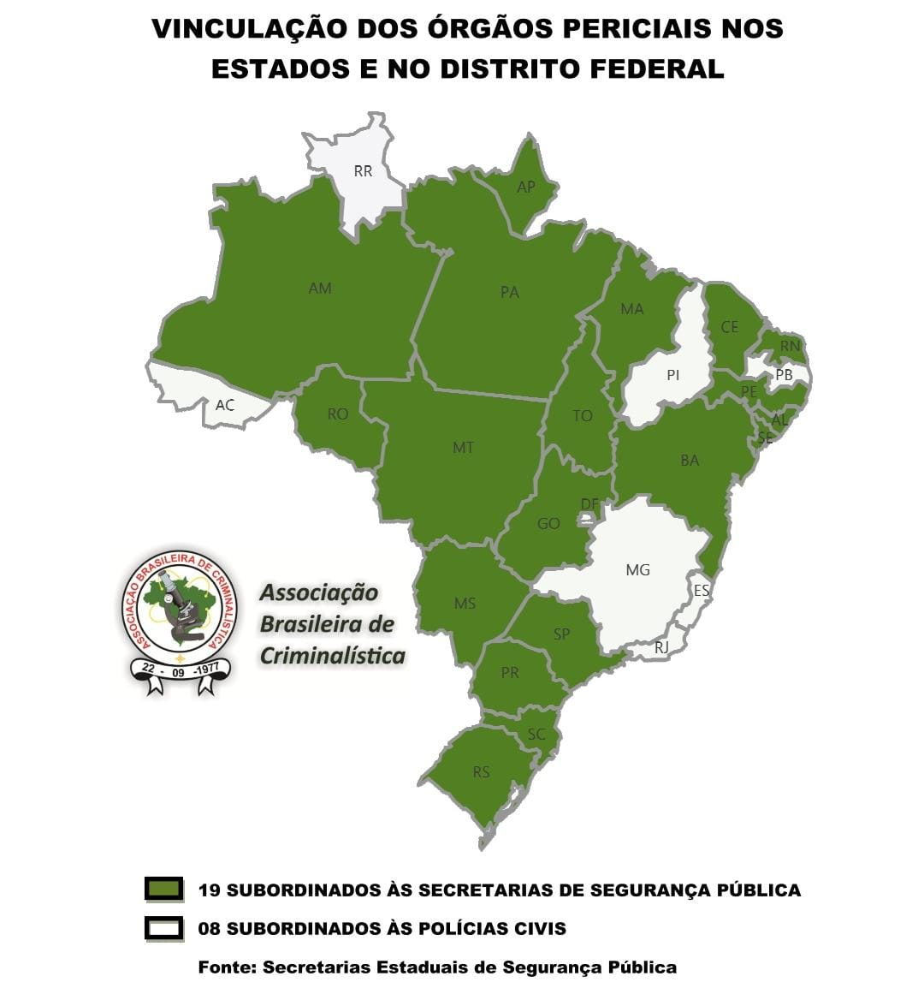 VINCULAÇÃO DOS ÓRGÃOS PERICIAIS NOS
ESTADOS E NO DISTRITO FEDERAL
RR
AP
AM
PA
MA
CE
RN
PI
PB
PE
AC
RO
TO
AL
SE
MT
BA
DF
GO
MG
ES
MS
SP
RJ
PR
SC
RS
ASSOCIAÇÃO BRASILEIRA DE CRIMINALÍSTICA
22 - 09 -1977
Associação
Brasileira de
Criminalística
19 SUBORDINADOS ÀS SECRETARIAS DE SEGURANÇA PÚBLICA
08 SUBORDINADOS ÀS POLÍCIAS CIVIS
Fonte: Secretarias Estaduais de Segurança Pública